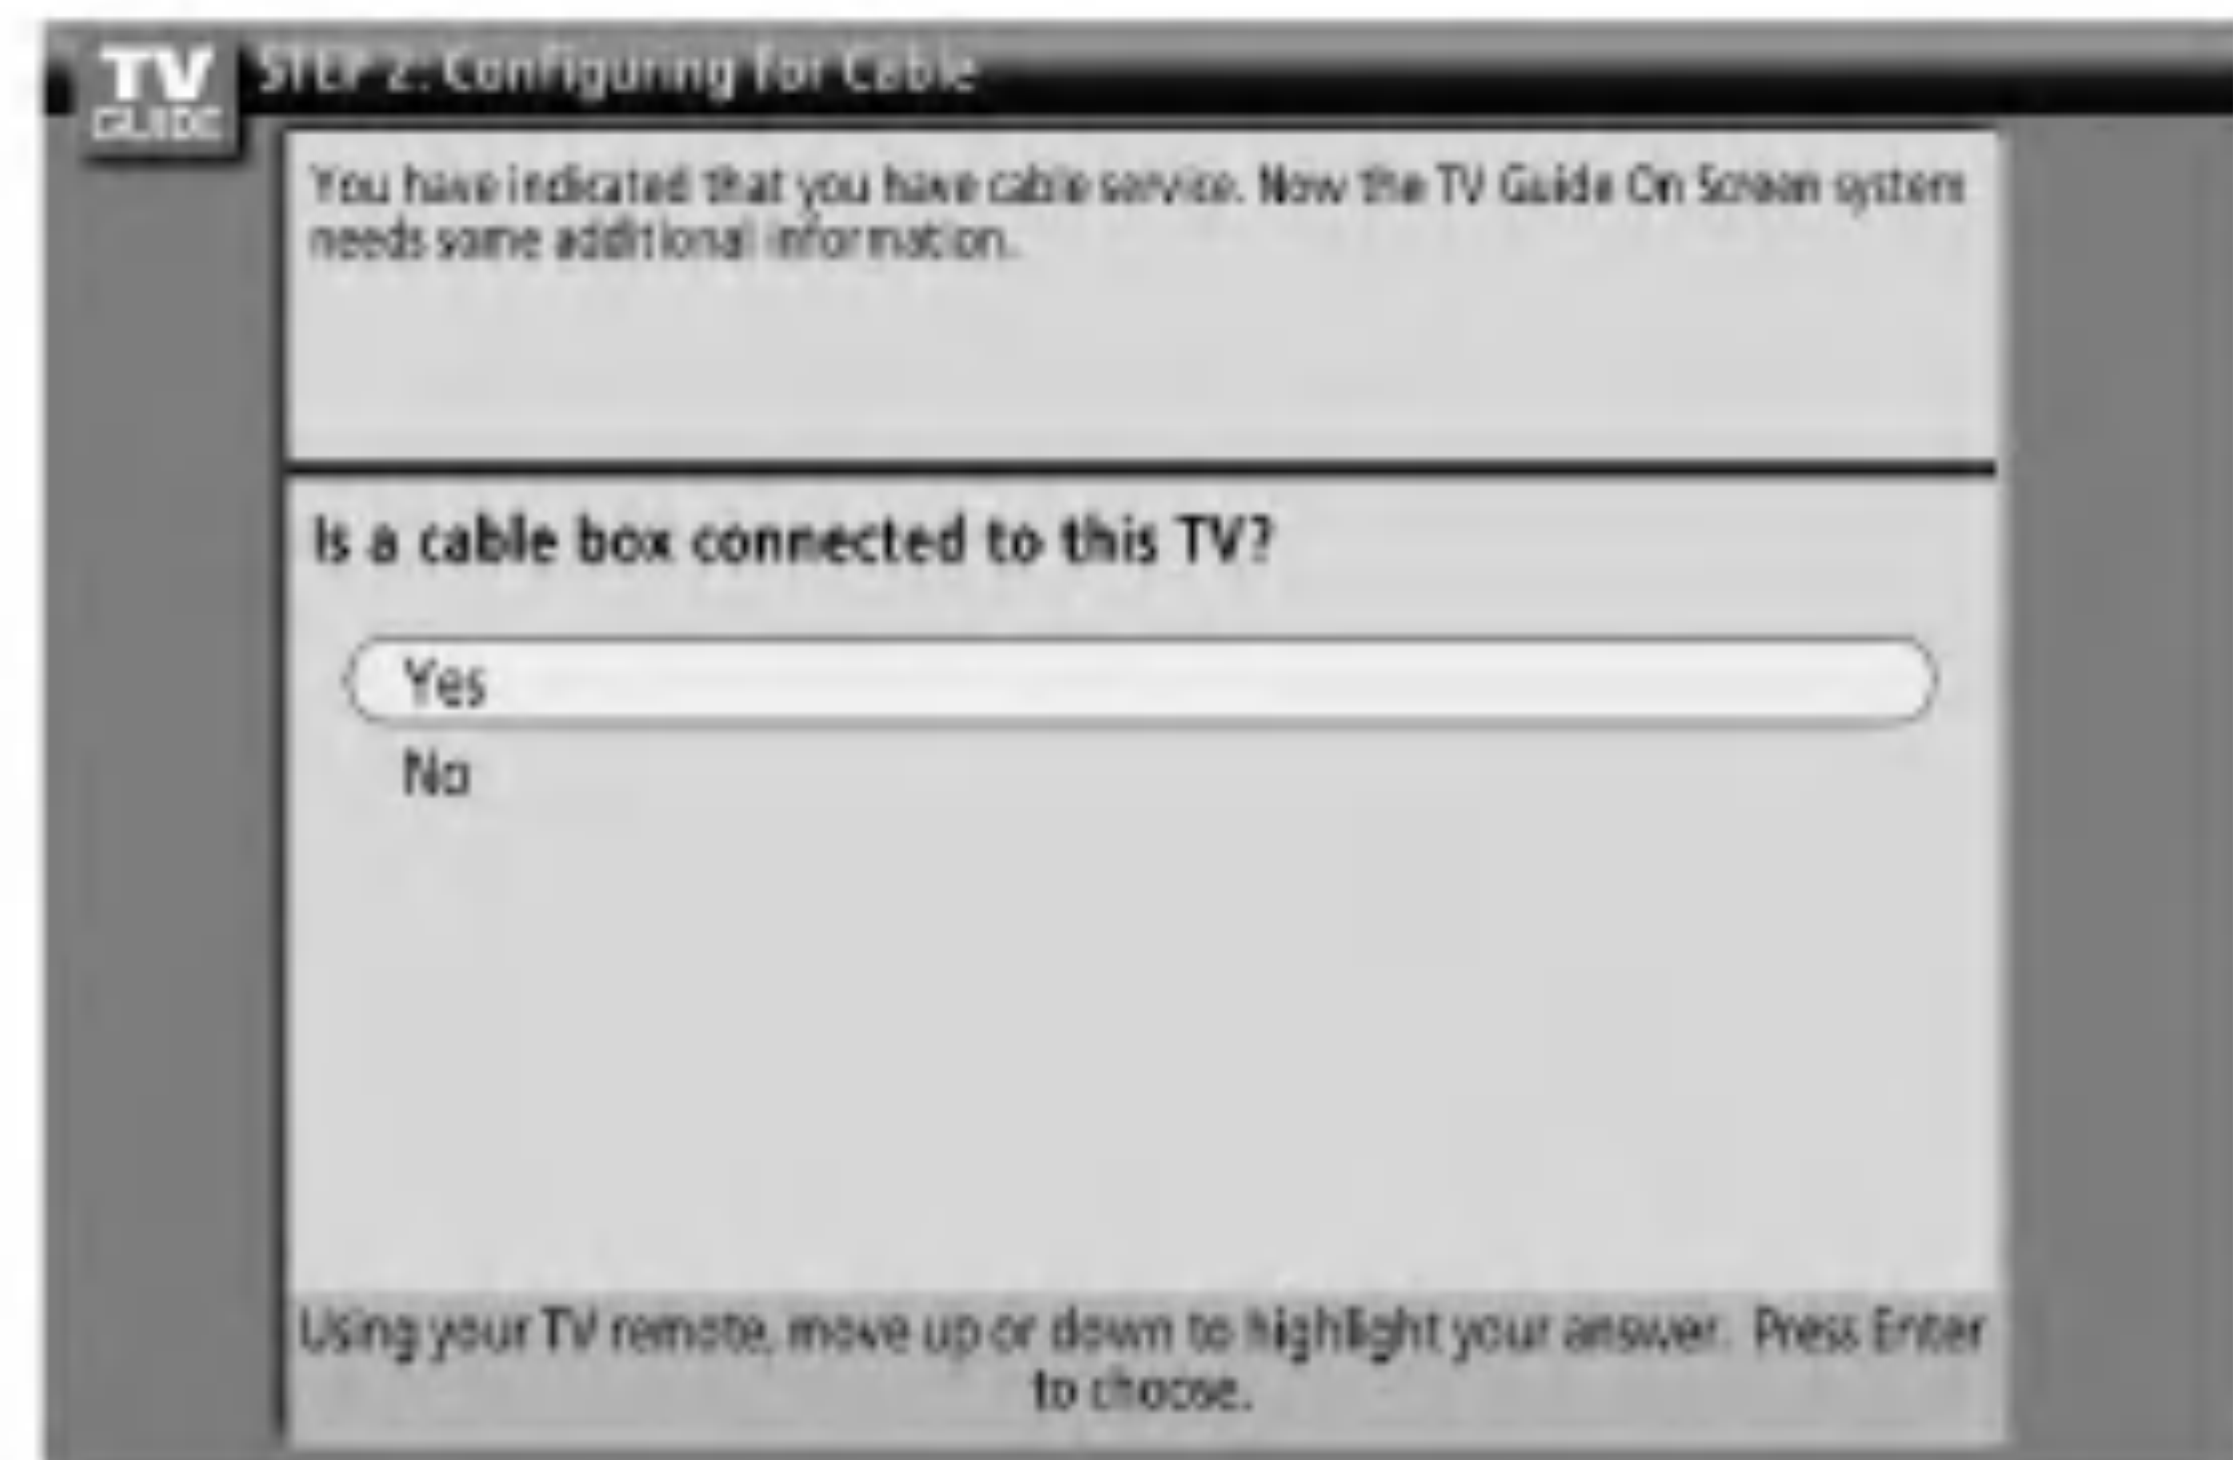 TV
GUIDE
STEP 2: Configuring for Cable
You have indicated that you have cable service. Now the TV Guide On Screen system
needs some additional information.
Is a cable box connected to this TV?
Yes
No
Using your TV remote, move up or down to highlight your answer. Press Enter
to choose.